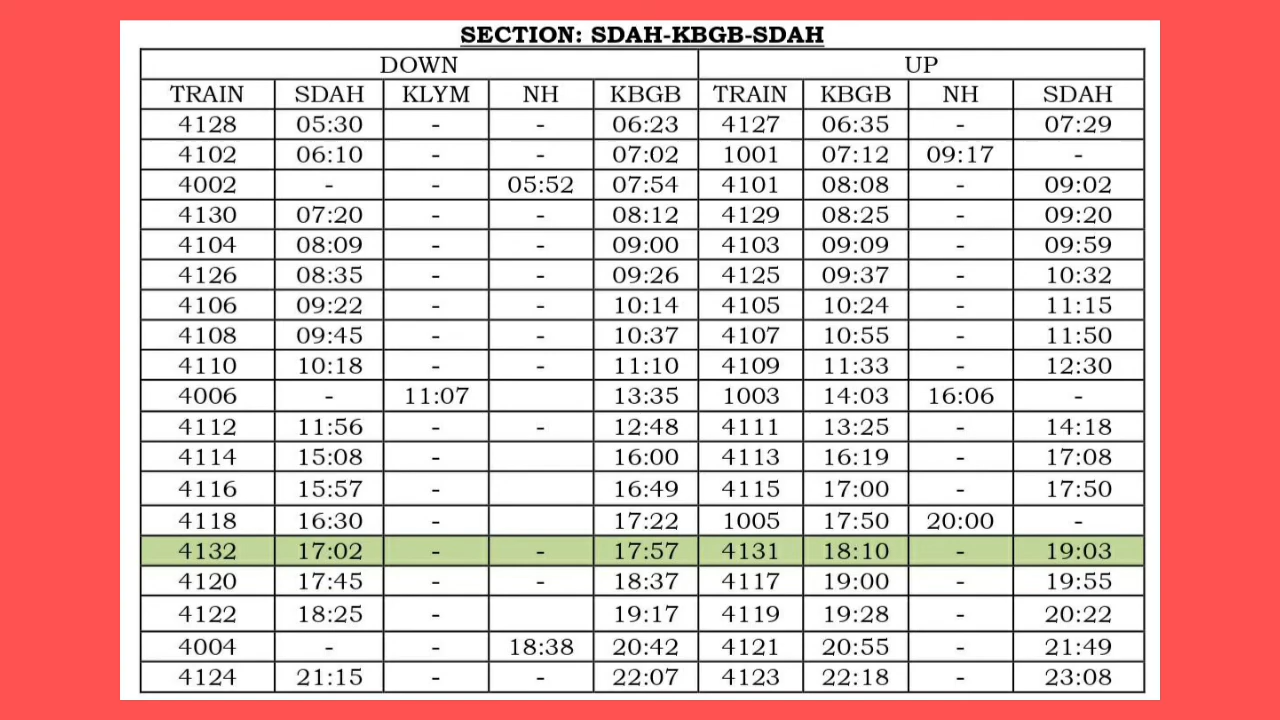 SECTION: SDAH-KBGB-SDAH
DOWN UP
TRAIN SDAH KLYM NH KBGB TRAIN KBGB NH SDAH
4128 05:30 - - 06:23 4127 06:35 - 07:29
4102 06:10 - - 07:02 1001 07:12 09:17 -
4002 - - 05:52 07:54 4101 08:08 - 09:02
4130 07:20 - - 08:12 4129 08:25 - 09:20
4104 08:09 - - 09:00 4103 09:09 - 09:59
4126 08:35 - - 09:26 4125 09:37 - 10:32
4106 09:22 - - 10:14 4105 10:24 - 11:15
4108 09:45 - - 10:37 4107 10:55 - 11:50
4110 10:18 - - 11:10 4109 11:33 - 12:30
4006 - 11:07 13:35 1003 14:03 16:06 -
4112 11:56 - - 12:48 4111 13:25 - 14:18
4114 15:08 - 16:00 4113 16:19 - 17:08
4116 15:57 - 16:49 4115 17:00 - 17:50
4118 16:30 - 17:22 1005 17:50 20:00 -
4132 17:02 - - 17:57 4131 18:10 - 19:03
4120 17:45 - - 18:37 4117 19:00 - 19:55
4122 18:25 - 19:17 4119 19:28 - 20:22
4004 - - 18:38 20:42 4121 20:55 - 21:49
4124 21:15 - - 22:07 4123 22:18 - 23:08